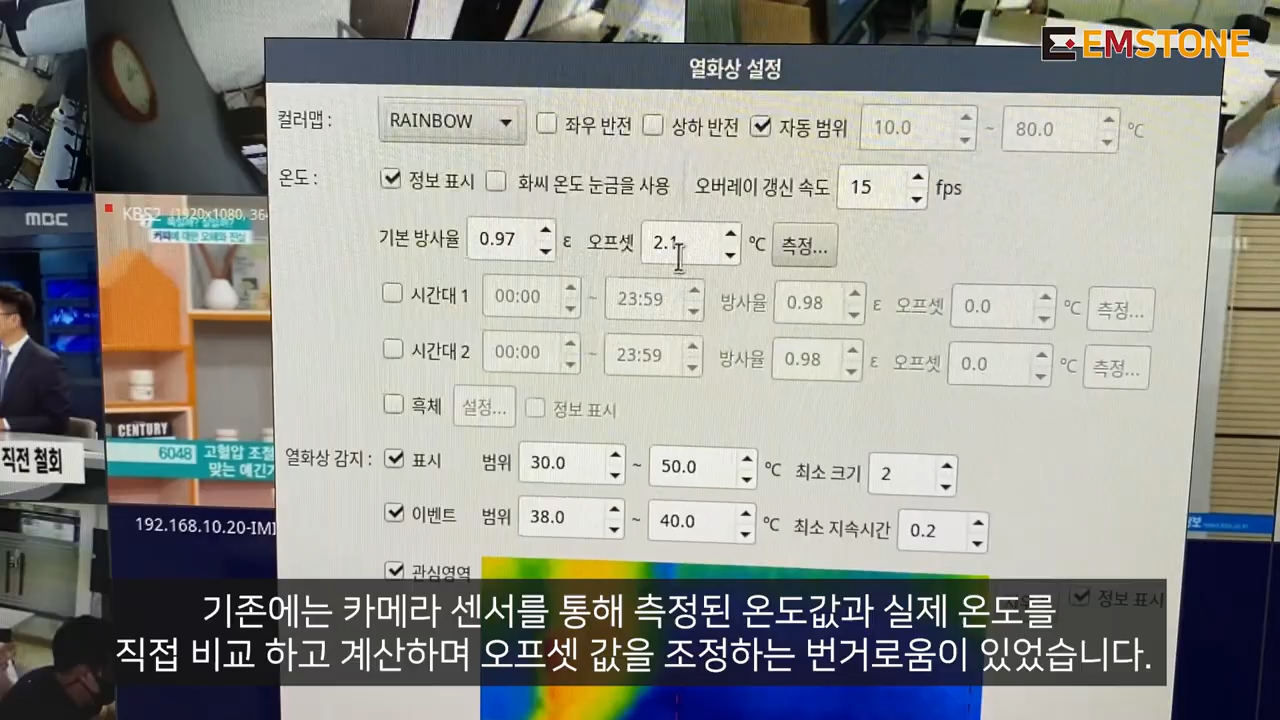 EMSTONE
열화상 설정
컬러맵 : RAINBOW 좌우 반전 상하 반전 자동 범위 10.0 ~ 80.0 ℃
온도 : 정보 표시 화씨 온도 눈금을 사용 오버레이 갱신 속도 15 fps
기본 방사율 0.97 ε 오프셋 2.1 ℃ 측정...
시간대 1 00:00 ~ 23:59 방사율 0.98 ε 오프셋 0.0 ℃ 측정...
시간대 2 00:00 ~ 23:59 방사율 0.98 ε 오프셋 0.0 ℃ 측정...
흑체 설정... 정보 표시
열화상 감지 : 표시 범위 30.0 ~ 50.0 ℃ 최소 크기 2
이벤트 범위 38.0 ~ 40.0 ℃ 최소 지속시간 0.2
관심영역 정보 표시
MBC
KBS2 (1920x1080, 36
CENTURY
직전 철회
6048 고혈압 조절
맞는 얘긴가
192.168.10.20-IMI
기존에는 카메라 센서를 통해 측정된 온도값과 실제 온도를
직접 비교 하고 계산하며 오프셋 값을 조정하는 번거로움이 있었습니다.